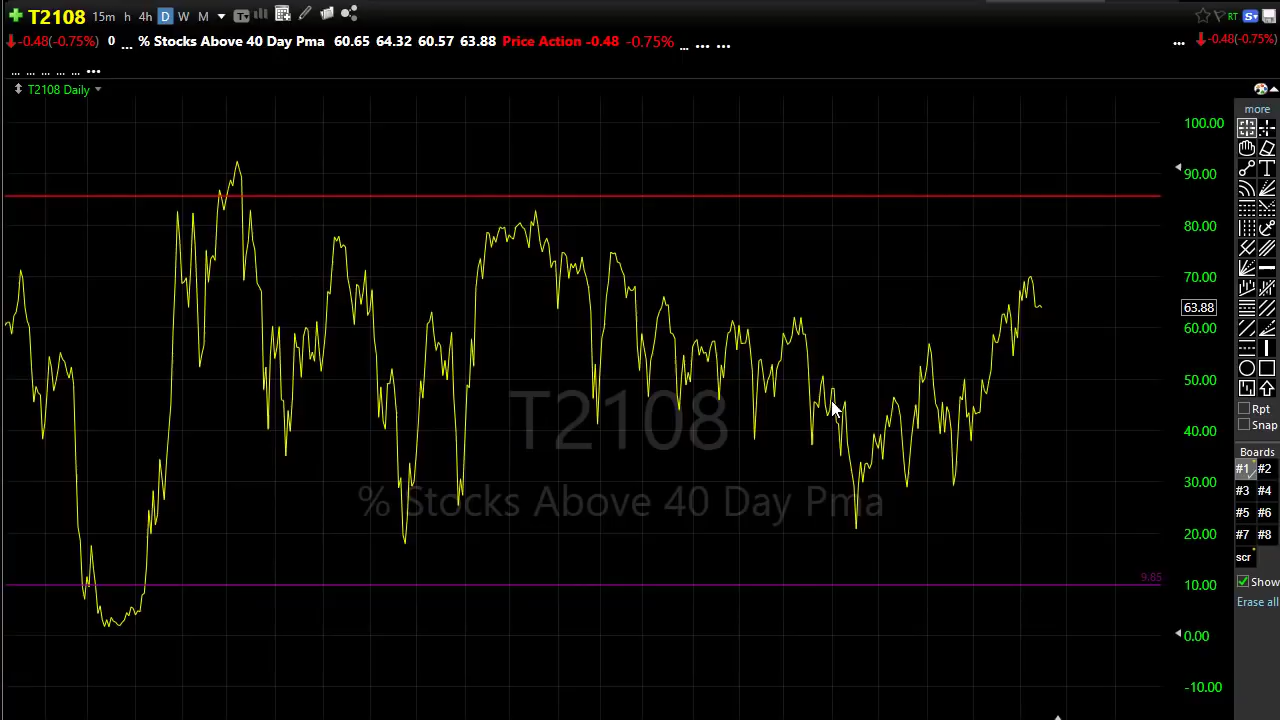 T2108 15m h 4h D W M T RT S
-0.48(-0.75%) 0 ... % Stocks Above 40 Day Pma 60.65 64.32 60.57 63.88 Price Action -0.48 -0.75% ... ... ... ... -0.48(-0.75%)
... ... ... ... ... ...
T2108 Daily
more
100.00
90.00
80.00
70.00
63.88
60.00
50.00
40.00
30.00
20.00
10.00
0.00
-10.00
T2108
% Stocks Above 40 Day Pma
9.85
T
Rpt
Snap
Boards
#1 #2
#3 #4
#5 #6
#7 #8
scr
Show
Erase all